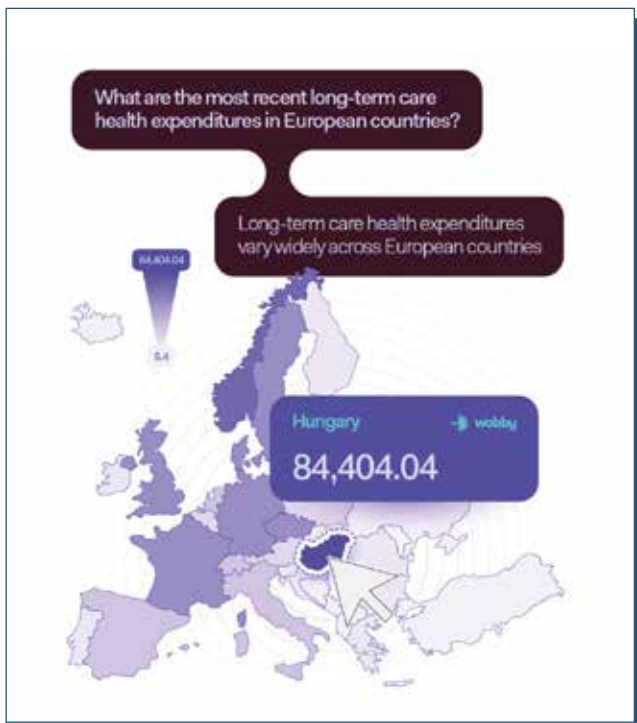 What are the most recent long-term care
health expenditures in European countries?
Long-term care health expenditures
vary widely across European countries
84,404.04
8.4
Hungary
wobby
84,404.04